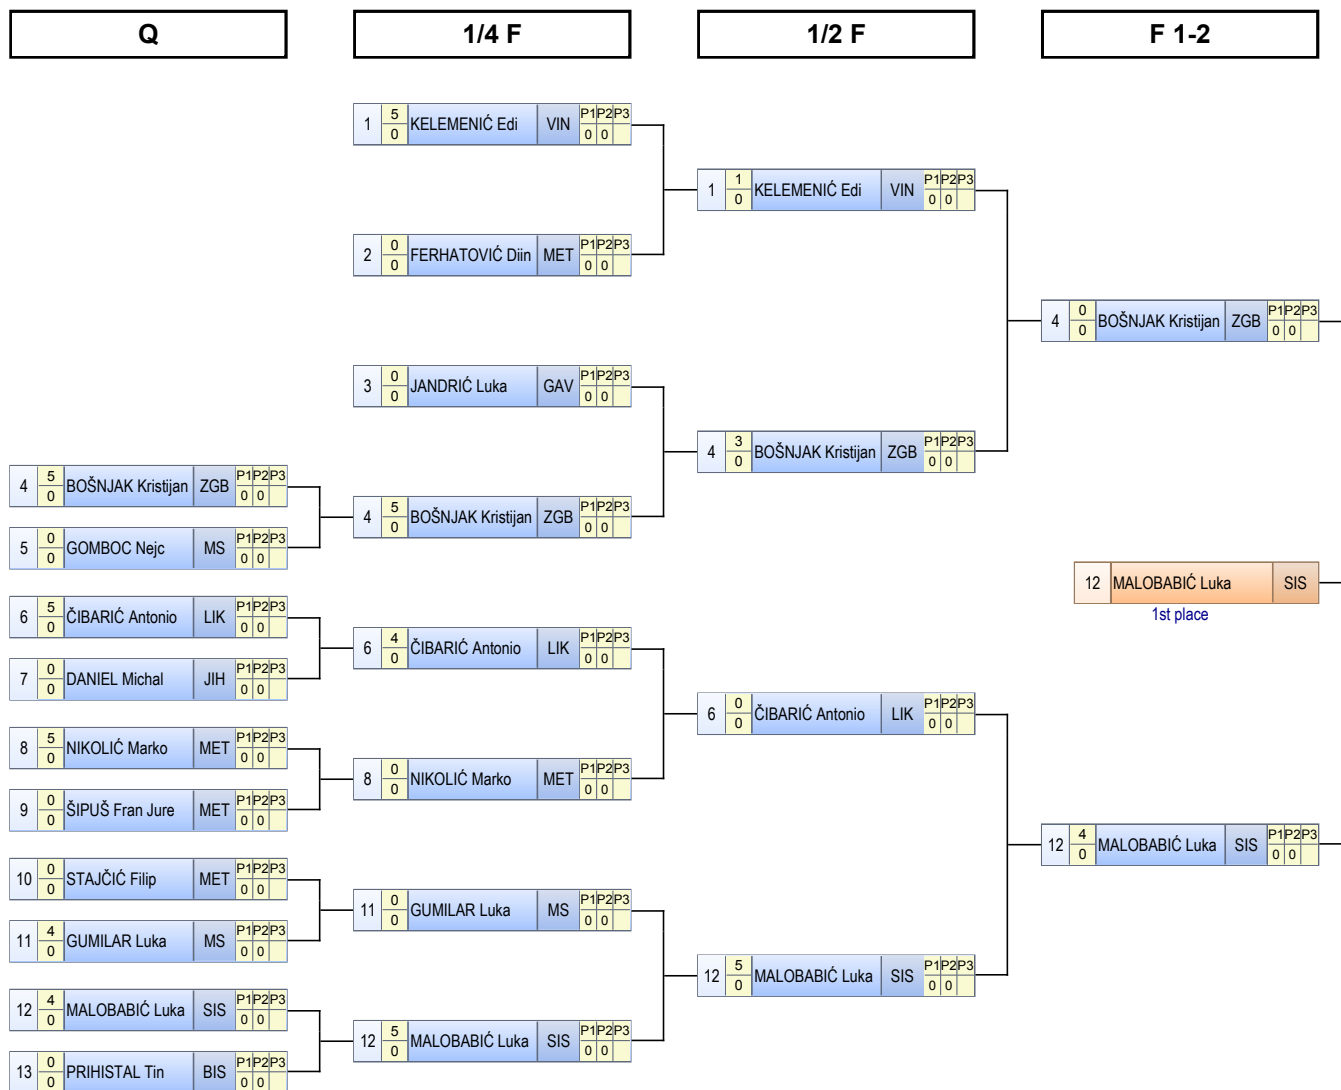 Q
1/4 F
1/2 F
F 1-2
1 5 0 KELEMENIĆ Edi VIN P1 P2 P3 0 0
2 0 0 FERHATOVIĆ Diin MET P1 P2 P3 0 0
3 0 0 JANDRIĆ Luka GAV P1 P2 P3 0 0
4 5 0 BOŠNJAK Kristijan ZGB P1 P2 P3 0 0
5 0 0 GOMBOC Nejc MS P1 P2 P3 0 0
4 5 0 BOŠNJAK Kristijan ZGB P1 P2 P3 0 0
6 5 0 ČIBARIĆ Antonio LIK P1 P2 P3 0 0
7 0 0 DANIEL Michal JIH P1 P2 P3 0 0
6 4 0 ČIBARIĆ Antonio LIK P1 P2 P3 0 0
8 5 0 NIKOLIĆ Marko MET P1 P2 P3 0 0
9 0 0 ŠIPUŠ Fran Jure MET P1 P2 P3 0 0
8 0 0 NIKOLIĆ Marko MET P1 P2 P3 0 0
10 0 0 STAJČIĆ Filip MET P1 P2 P3 0 0
11 4 0 GUMILAR Luka MS P1 P2 P3 0 0
11 0 0 GUMILAR Luka MS P1 P2 P3 0 0
12 4 0 MALOBABIĆ Luka SIS P1 P2 P3 0 0
13 0 0 PRIHISTAL Tin BIS P1 P2 P3 0 0
12 5 0 MALOBABIĆ Luka SIS P1 P2 P3 0 0
1 1 0 KELEMENIĆ Edi VIN P1 P2 P3 0 0
4 3 0 BOŠNJAK Kristijan ZGB P1 P2 P3 0 0
6 0 0 ČIBARIĆ Antonio LIK P1 P2 P3 0 0
12 5 0 MALOBABIĆ Luka SIS P1 P2 P3 0 0
4 0 0 BOŠNJAK Kristijan ZGB P1 P2 P3 0 0
12 MALOBABIĆ Luka SIS
1st place
12 4 0 MALOBABIĆ Luka SIS P1 P2 P3 0 0